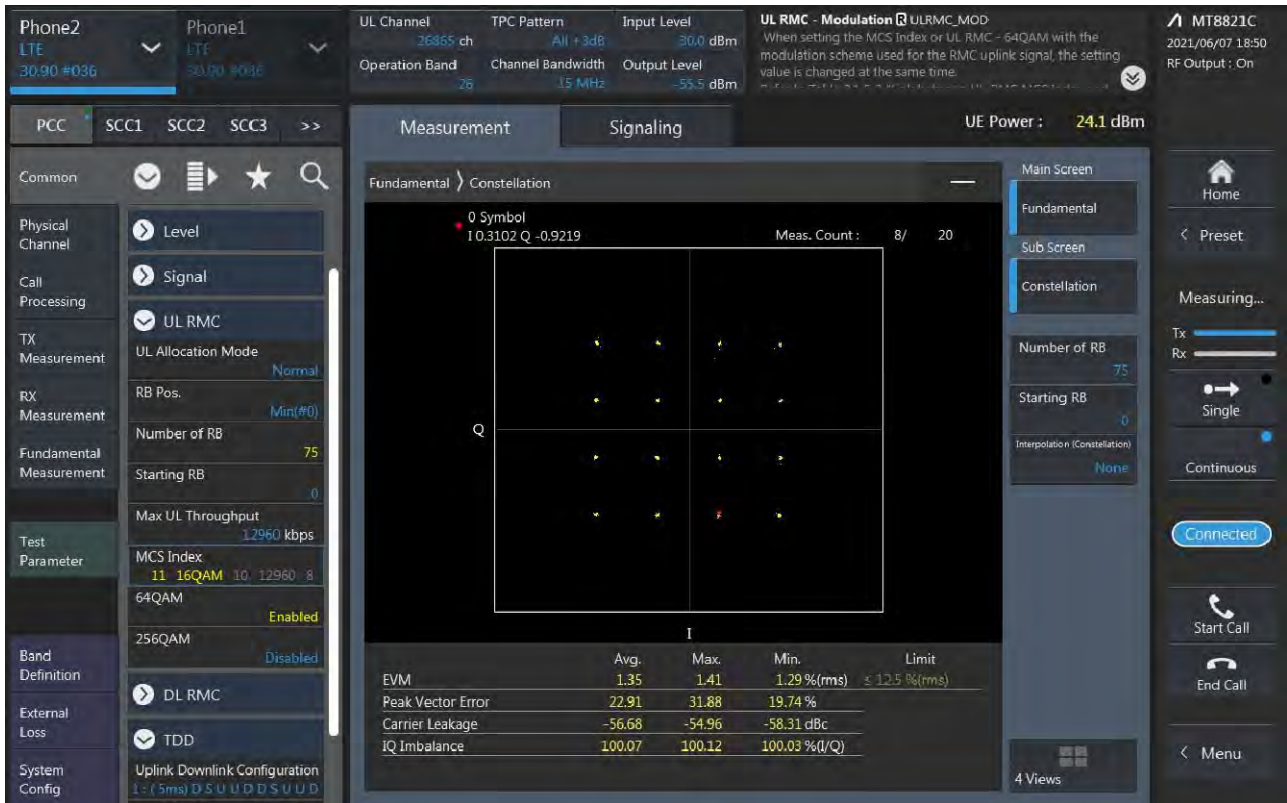 Phone2
LTE
30.90 #036
Phone1
LTE
30.90 #036
UL Channel
26865 ch
Operation Band
26
TPC Pattern
All +3dB
Channel Bandwidth
15 MHz
Input Level
30.0 dBm
Output Level
-55.5 dBm
UL RMC - Modulation R ULRMC_MOD
When setting the MCS Index or UL RMC - 64QAM with the
modulation scheme used for the RMC uplink signal, the setting
value is changed at the same time.
MT8821C
2021/06/07 18:50
RF Output : On
PCC SCC1 SCC2 SCC3 >>
Measurement
Signaling
UE Power : 24.1 dBm
Common
Physical
Channel
Call
Processing
TX
Measurement
RX
Measurement
Fundamental
Measurement
Test
Parameter
Band
Definition
External
Loss
System
Config
Level
Signal
UL RMC
UL Allocation Mode
Normal
RB Pos.
Min(#0)
Number of RB
75
Starting RB
0
Max UL Throughput
12960 kbps
MCS Index
11 16QAM 10 12960 8
64QAM
Enabled
256QAM
Disabled
DL RMC
TDD
Uplink Downlink Configuration
1 : ( 5ms) D S U U D D S U U D
Fundamental 〉 Constellation
0 Symbol
I 0.3102 Q -0.9219
Meas. Count : 8/ 20
Q
I
Avg. Max. Min. Limit
EVM 1.35 1.41 1.29 %(rms) ≤ 12.5 %(rms)
Peak Vector Error 22.91 31.88 19.74 %
Carrier Leakage -56.68 -54.96 -58.31 dBc
IQ Imbalance 100.07 100.12 100.03 %(I/Q)
Main Screen
Fundamental
Sub Screen
Constellation
Number of RB
75
Starting RB
0
Interpolation (Constellation)
None
4 Views
Home
< Preset
Measuring...
Tx
Rx
Single
Continuous
Connected
Start Call
End Call
< Menu